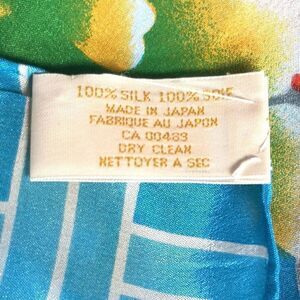 100% SILK 100% SOIE
MADE IN JAPAN
FABRIQUE AU JAPON
CA 00483
DRY CLEAN
NETTOYER A SEC